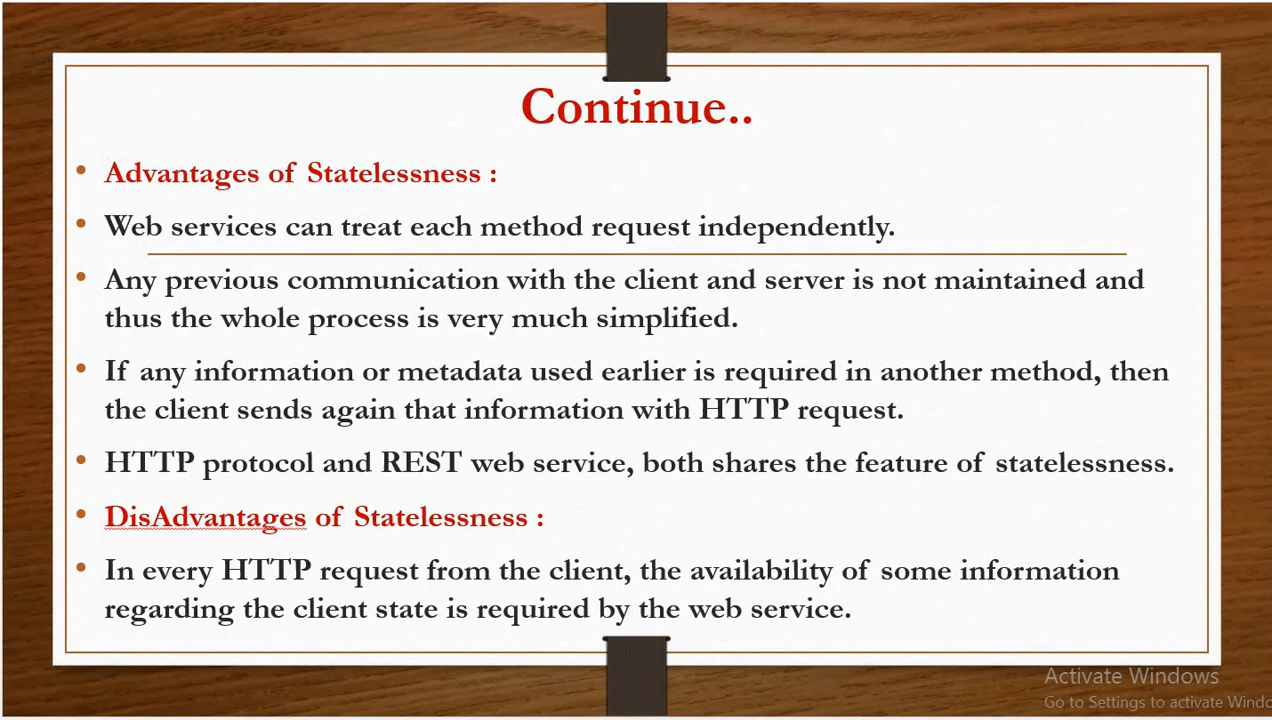 Continue..
• Advantages of Statelessness :
• Web services can treat each method request independently.
• Any previous communication with the client and server is not maintained and
thus the whole process is very much simplified.
• If any information or metadata used earlier is required in another method, then
the client sends again that information with HTTP request.
• HTTP protocol and REST web service, both shares the feature of statelessness.
• DisAdvantages of Statelessness :
• In every HTTP request from the client, the availability of some information
regarding the client state is required by the web service.
Activate Windows
Go to Settings to activate Windo